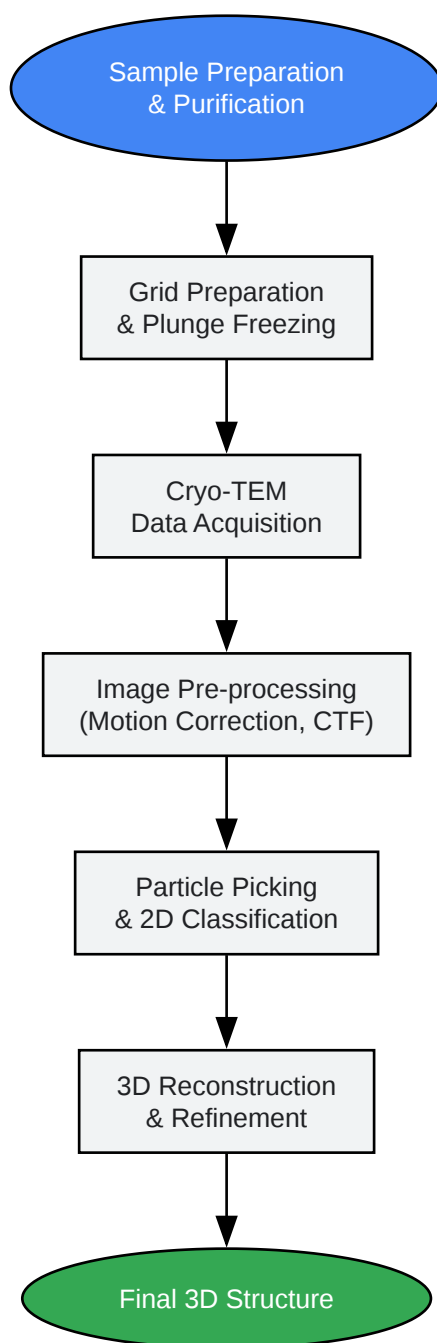 Sample Preparation
& Purification
Grid Preparation
& Plunge Freezing
Cryo-TEM
Data Acquisition
Image Pre-processing
(Motion Correction, CTF)
Particle Picking
& 2D Classification
3D Reconstruction
& Refinement
Final 3D Structure